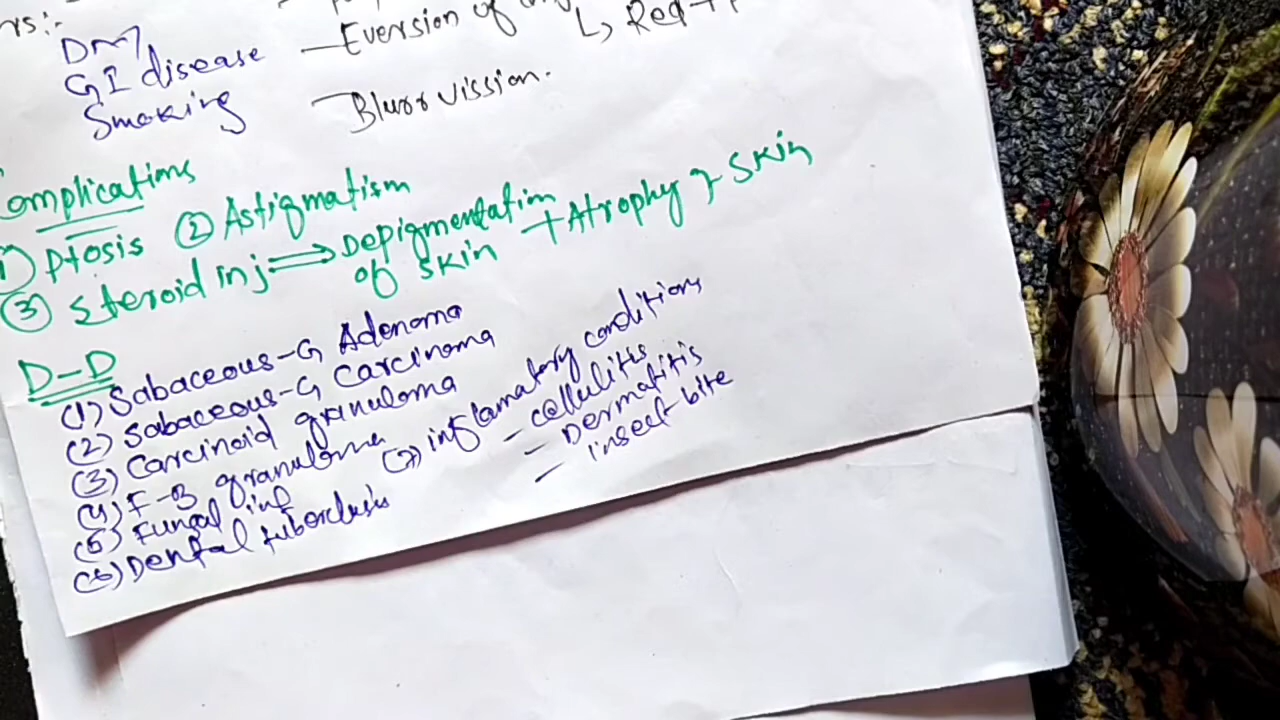 DM
GI disease
Smoking
— Eversion of
↳ Red
— Blurr vission.
Complications
1) Ptosis ② Astigmatism
③ Steroid inj ⟹ Depigmentation of skin + Atrophy of skin
D-D
(1) Sabaceous-G Adenoma
(2) Sabaceous-G Carcinoma
(3) Carcinoid granuloma
(4) F-B granuloma
(5) Fungal inf
(6) Dental tuberclusis
(7) inflamatory conditions
- cellulitis
- Dermatitis
- insect bite